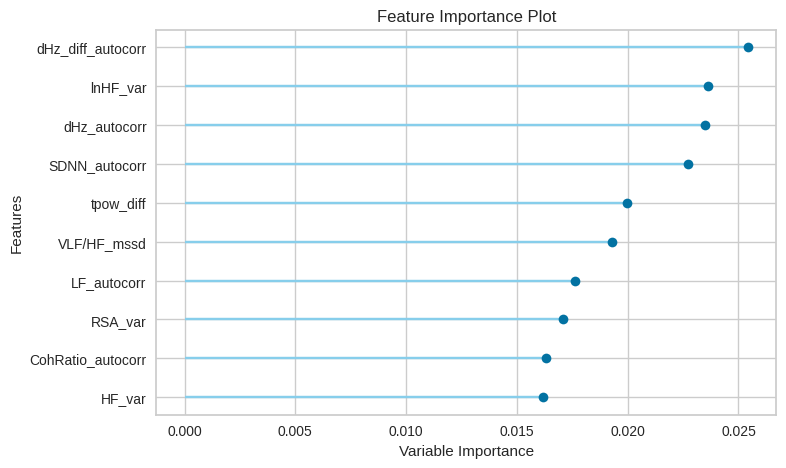 Feature Importance Plot
Features
dHz_diff_autocorr
lnHF_var
dHz_autocorr
SDNN_autocorr
tpow_diff
VLF/HF_mssd
LF_autocorr
RSA_var
CohRatio_autocorr
HF_var
0.000 0.005 0.010 0.015 0.020 0.025
Variable Importance